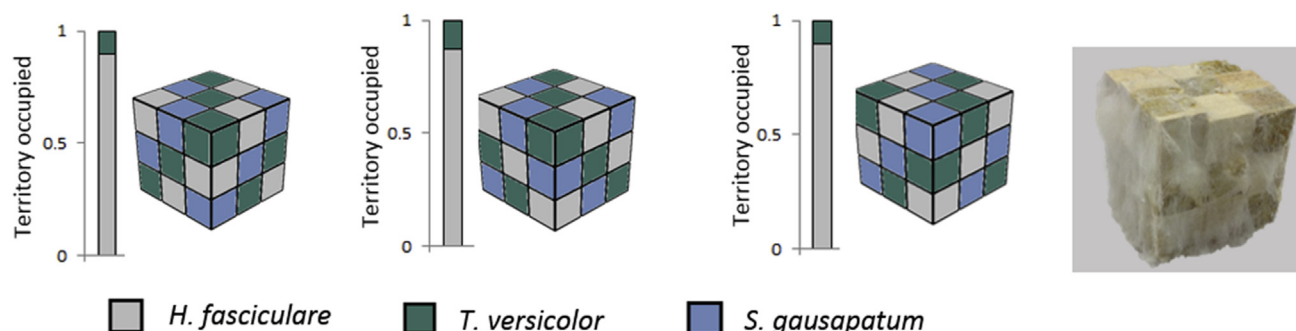 1
Territory occupied
0.5
0
1
Territory occupied
0.5
0
1
Territory occupied
0.5
0
H. fasciculare
T. versicolor
S. gausapatum